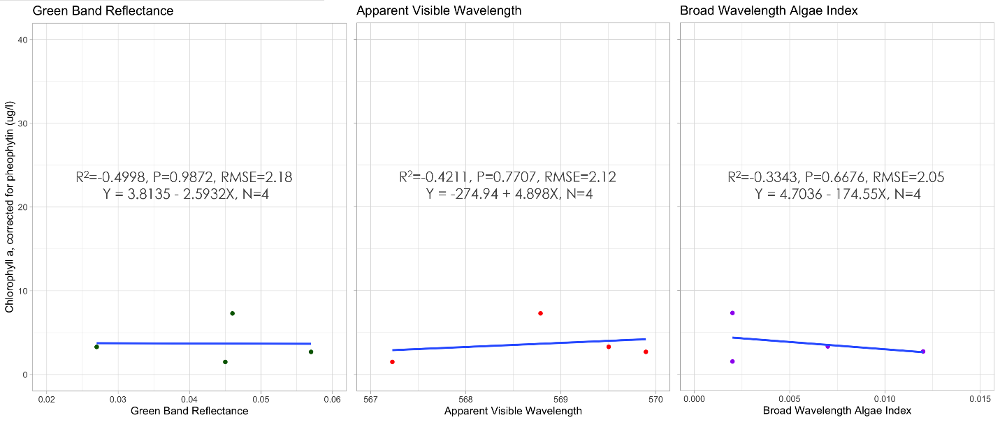 Green Band Reflectance
Apparent Visible Wavelength
Broad Wavelength Algae Index
Chlorophyll a, corrected for pheophytin (ug/l)
40
30
20
10
0
R²=-0.4998, P=0.9872, RMSE=2.18
Y = 3.8135 - 2.5932X, N=4
R²=-0.4211, P=0.7707, RMSE=2.12
Y = -274.94 + 4.898X, N=4
R²=-0.3343, P=0.6676, RMSE=2.05
Y = 4.7036 - 174.55X, N=4
0.02 0.03 0.04 0.05 0.06
Green Band Reflectance
567 568 569 570
Apparent Visible Wavelength
0.000 0.005 0.010 0.015
Broad Wavelength Algae Index